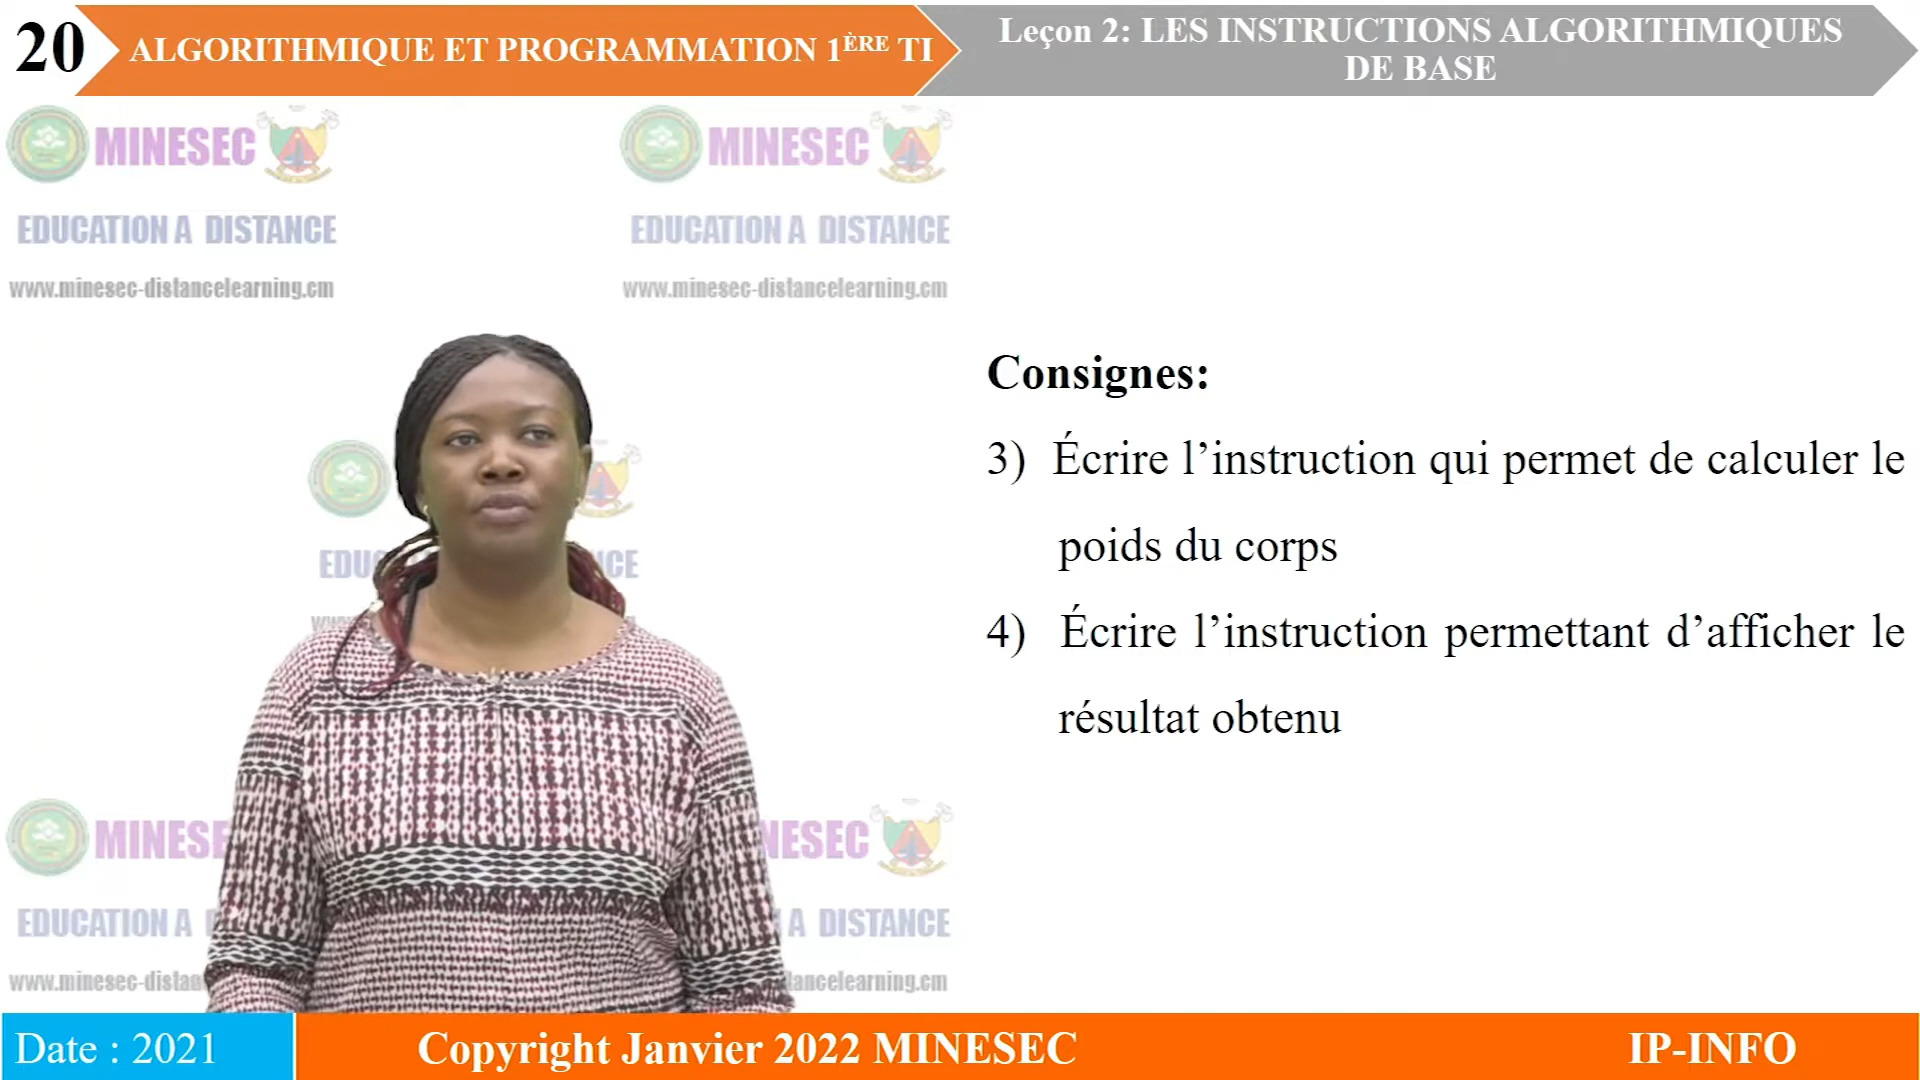 20
ALGORITHMIQUE ET PROGRAMMATION 1ÈRE TI
Leçon 2: LES INSTRUCTIONS ALGORITHMIQUES
DE BASE
MINESEC
EDUCATION A DISTANCE
www.minesec-distancelearning.cm
MINESEC
EDUCATION A DISTANCE
www.minesec-distancelearning.cm
Consignes:
3) Écrire l’instruction qui permet de calculer le
poids du corps
4) Écrire l’instruction permettant d’afficher le
résultat obtenu
MINESE
EDUCATION A
www.minesec-distan
NESEC
A DISTANCE
tancelearning.cm
Date : 2021
Copyright Janvier 2022 MINESEC
IP-INFO